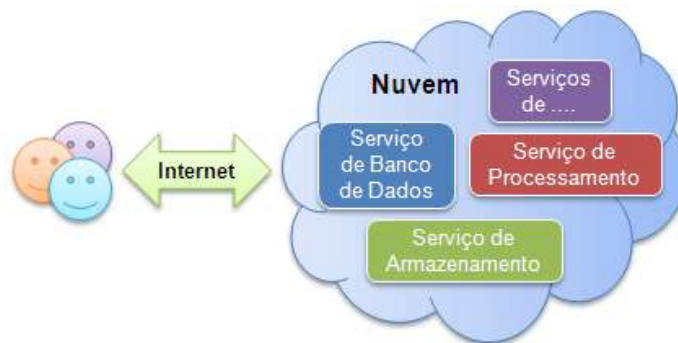 Nuvem
Serviços
de ....
Internet
Serviço
de Banco
de Dados
Serviço de
Processamento
Serviço de
Armazenamento